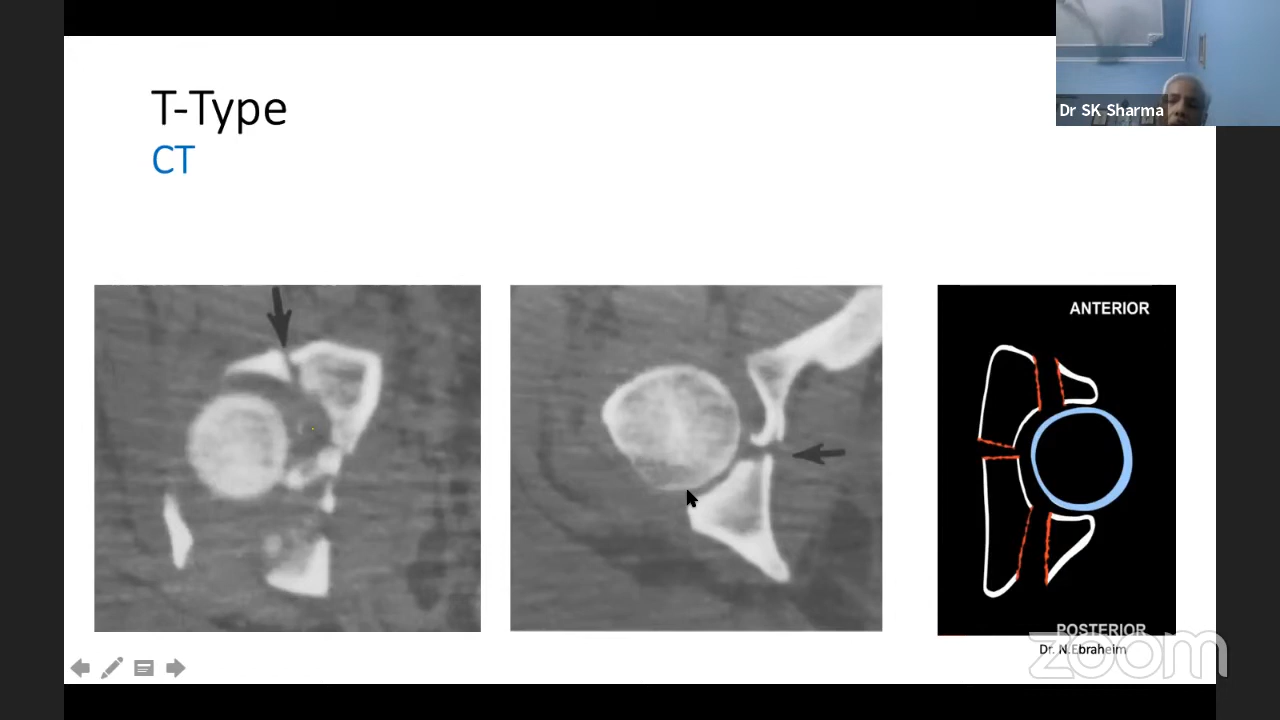 T-Type
CT
Dr SK Sharma
ANTERIOR
POSTERIOR
Dr. N.Ebraheim
zoom